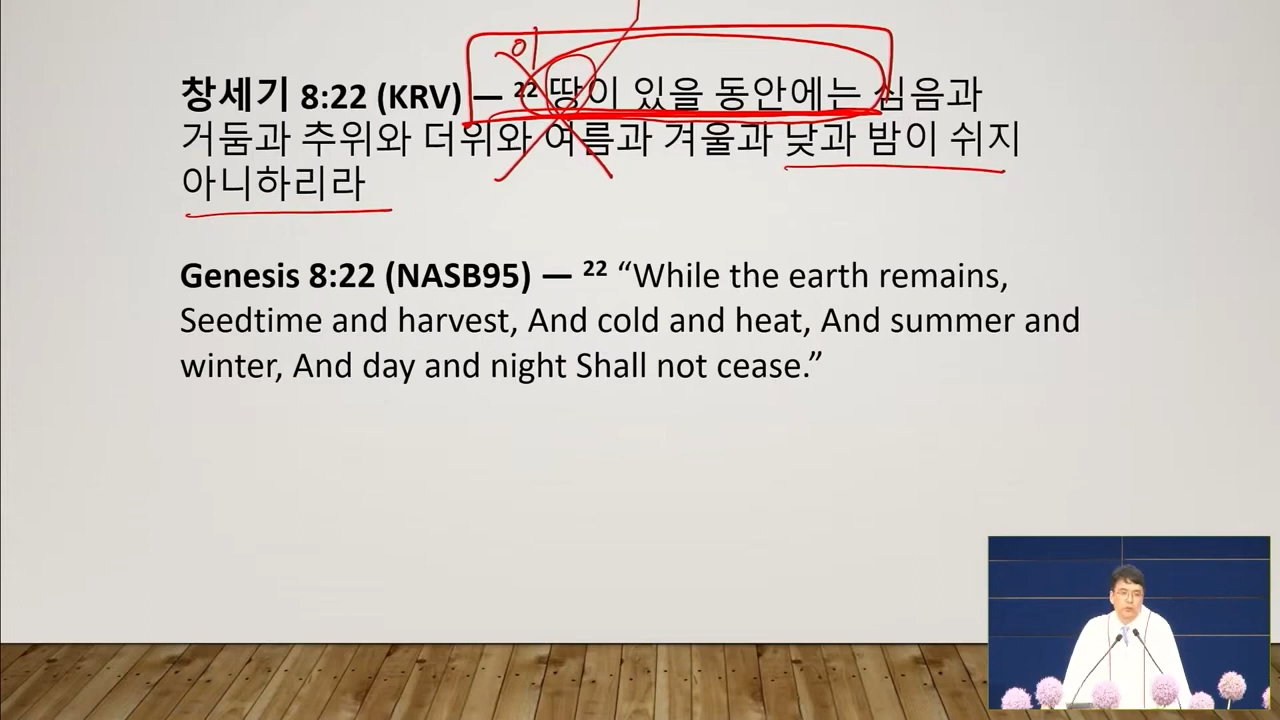 창세기 8:22 (KRV) — 22 땅이 있을 동안에는 심음과
거둠과 추위와 더위와 여름과 겨울과 낮과 밤이 쉬지
아니하리라
Genesis 8:22 (NASB95) — 22 “While the earth remains,
Seedtime and harvest, And cold and heat, And summer and
winter, And day and night Shall not cease.”